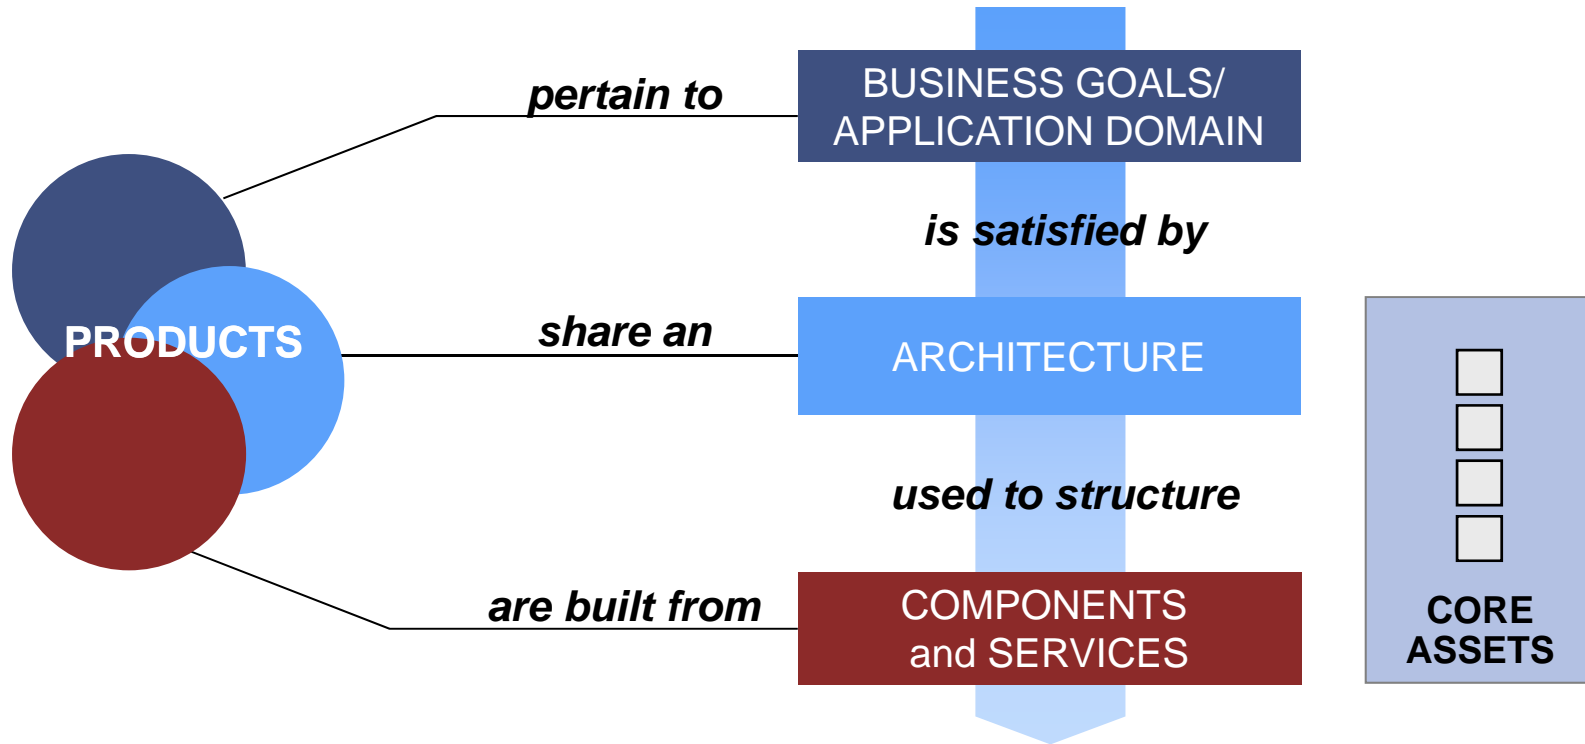 pertain to
BUSINESS GOALS/
APPLICATION DOMAIN
is satisfied by
PRODUCTS
share an
ARCHITECTURE
used to structure
are built from
COMPONENTS
and SERVICES
CORE
ASSETS